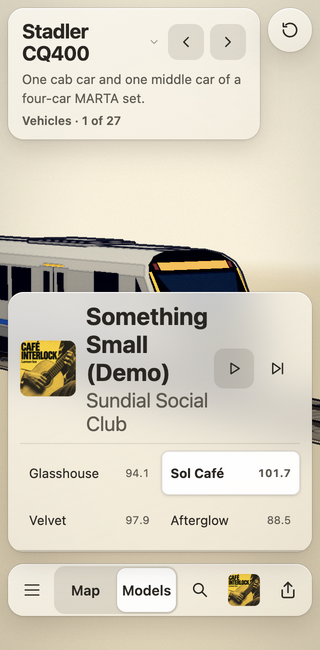 Stadler
CQ400
One cab car and one middle car of a
four-car MARTA set.
Vehicles · 1 of 27
CAFÉ
INTERLOCK
Something
Small
(Demo)
Sundial Social
Club
Glasshouse 94.1
Sol Café 101.7
Velvet 97.9
Afterglow 88.5
Map
Models
CAFÉ
INTERLOCK